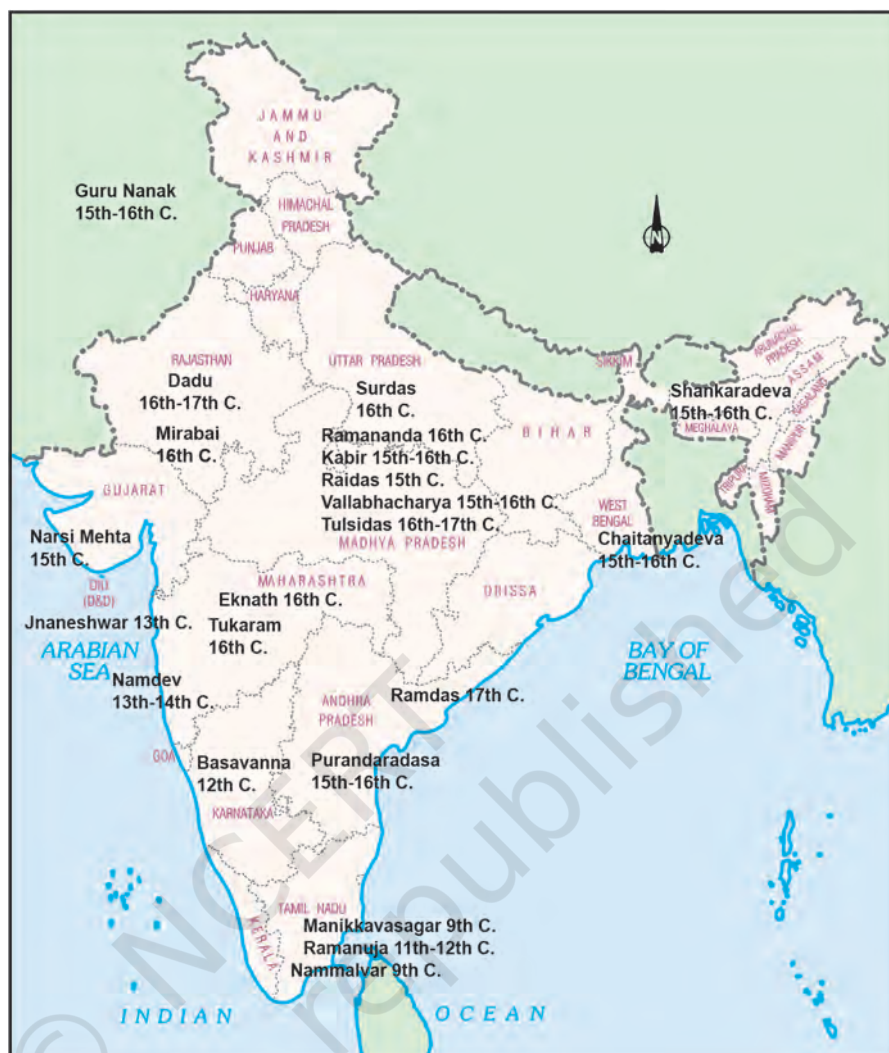 JAMMU
AND
KASHMIR
Guru Nanak
15th-16th C.
HIMACHAL
PRADESH
PUNJAB
HARYANA
N
RAJASTHAN
Dadu
16th-17th C.
Mirabai
16th C.
UTTAR PRADESH
Surdas
16th C.
Ramananda 16th C.
Kabir 15th-16th C.
Raidas 15th C.
Vallabhacharya 15th-16th C.
Tulsidas 16th-17th C.
MADHYA PRADESH
BIHAR
SIKKIM
ARUNACHAL
PRADESH
ASSAM
NAGALAND
Shankaradeva
15th-16th C.
MEGHALAYA
MANIPUR
TRIPURA
MIZORAM
WEST
BENGAL
Chaitanyadeva
15th-16th C.
GUJARAT
Narsi Mehta
15th C.
DIU
(D&D)
Jnaneshwar 13th C.
ARABIAN
SEA
MAHARASHTRA
Eknath 16th C.
Tukaram
16th C.
Namdev
13th-14th C.
ORISSA
BAY OF
BENGAL
ANDHRA
PRADESH
Ramdas 17th C.
GOA
Basavanna
12th C.
Purandaradasa
15th-16th C.
KARNATAKA
KERALA
TAMIL NADU
Manikkavasagar 9th C.
Ramanuja 11th-12th C.
Nammalvar 9th C.
INDIAN OCEAN
© NCERT
republished